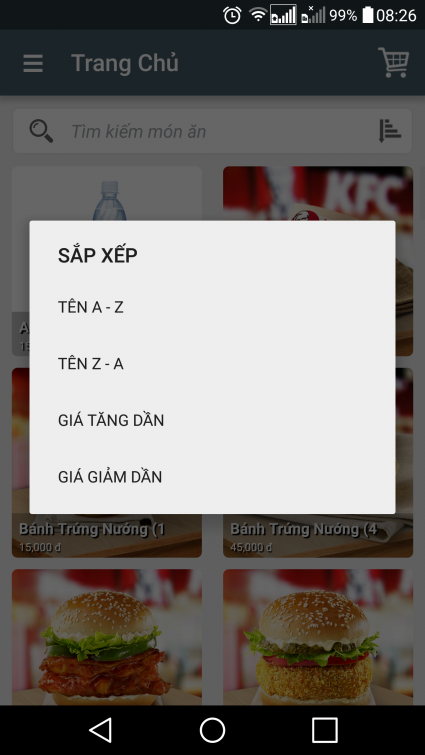 99% 08:26
Trang Chủ
Tìm kiếm món ăn
KFC
SẮP XẾP
TÊN A - Z
TÊN Z - A
GIÁ TĂNG DẦN
GIÁ GIẢM DẦN
Bánh Trứng Nướng (1
15,000 đ
Bánh Trứng Nướng (4
45,000 đ